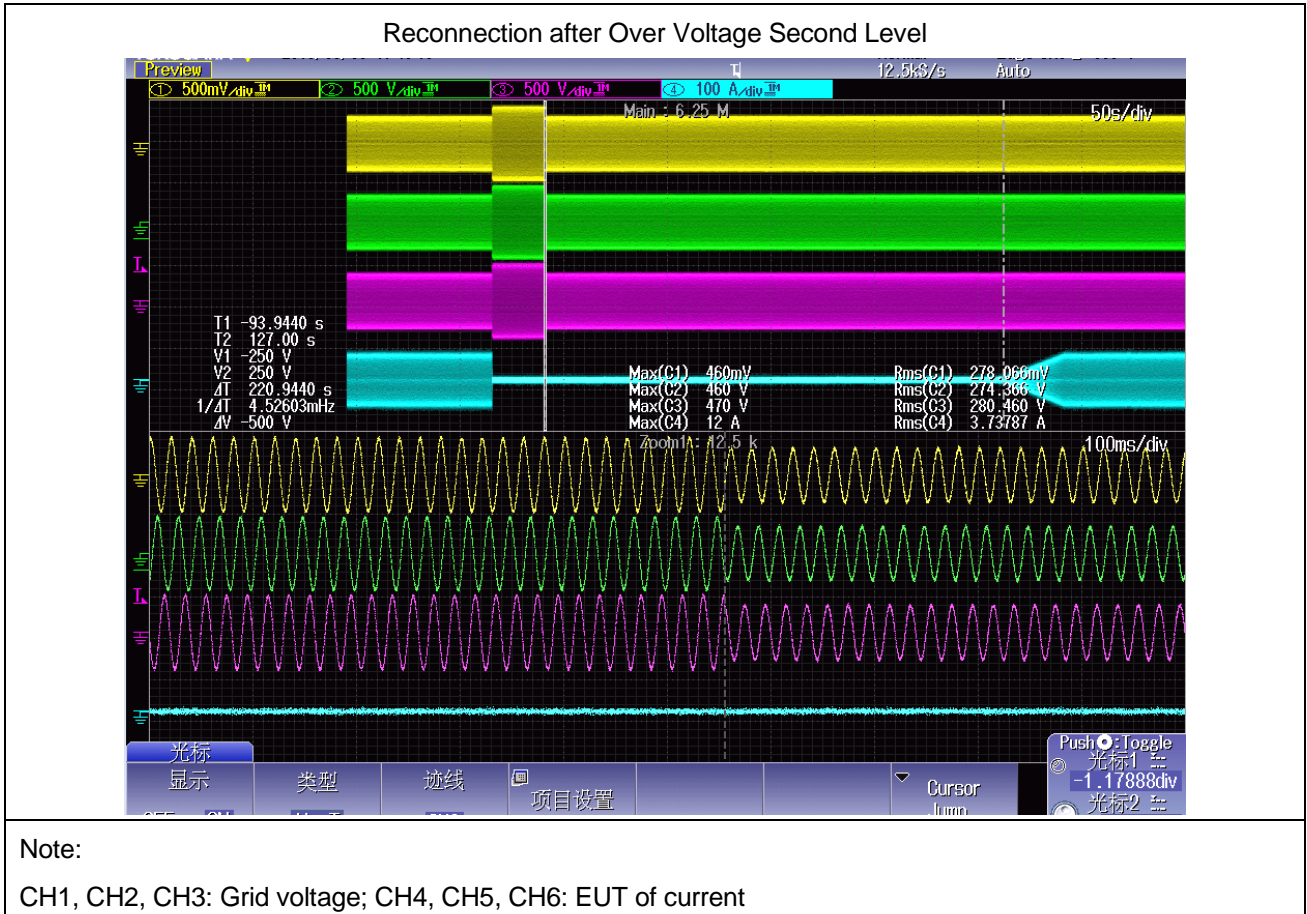 Reconnection after Over Voltage Second Level
Preview
12.5kS/s Auto
① 500mV/div ② 500 V/div ③ 500 V/div ④ 100 A/div
Main : 6.25 M
50s/div
T1 -93.9440 s
T2 127.00 s
V1 -250 V
V2 250 V
ΔT 220.9440 s
1/ΔT 4.52603mHz
ΔV -500 V
Max(C1) 460mV
Max(C2) 460 V
Max(C3) 470 V
Max(C4) 12 A
Rms(C1) 278.066mV
Rms(C2) 274.366 V
Rms(C3) 280.460 V
Rms(C4) 3.73787 A
Zoom1 : 12.5 k
100ms/div
光标
显示
类型
迹线
项目设置
Cursor
Jump
Push :Toggle
光标1
-1.17888div
光标2
Note:
CH1, CH2, CH3: Grid voltage; CH4, CH5, CH6: EUT of current